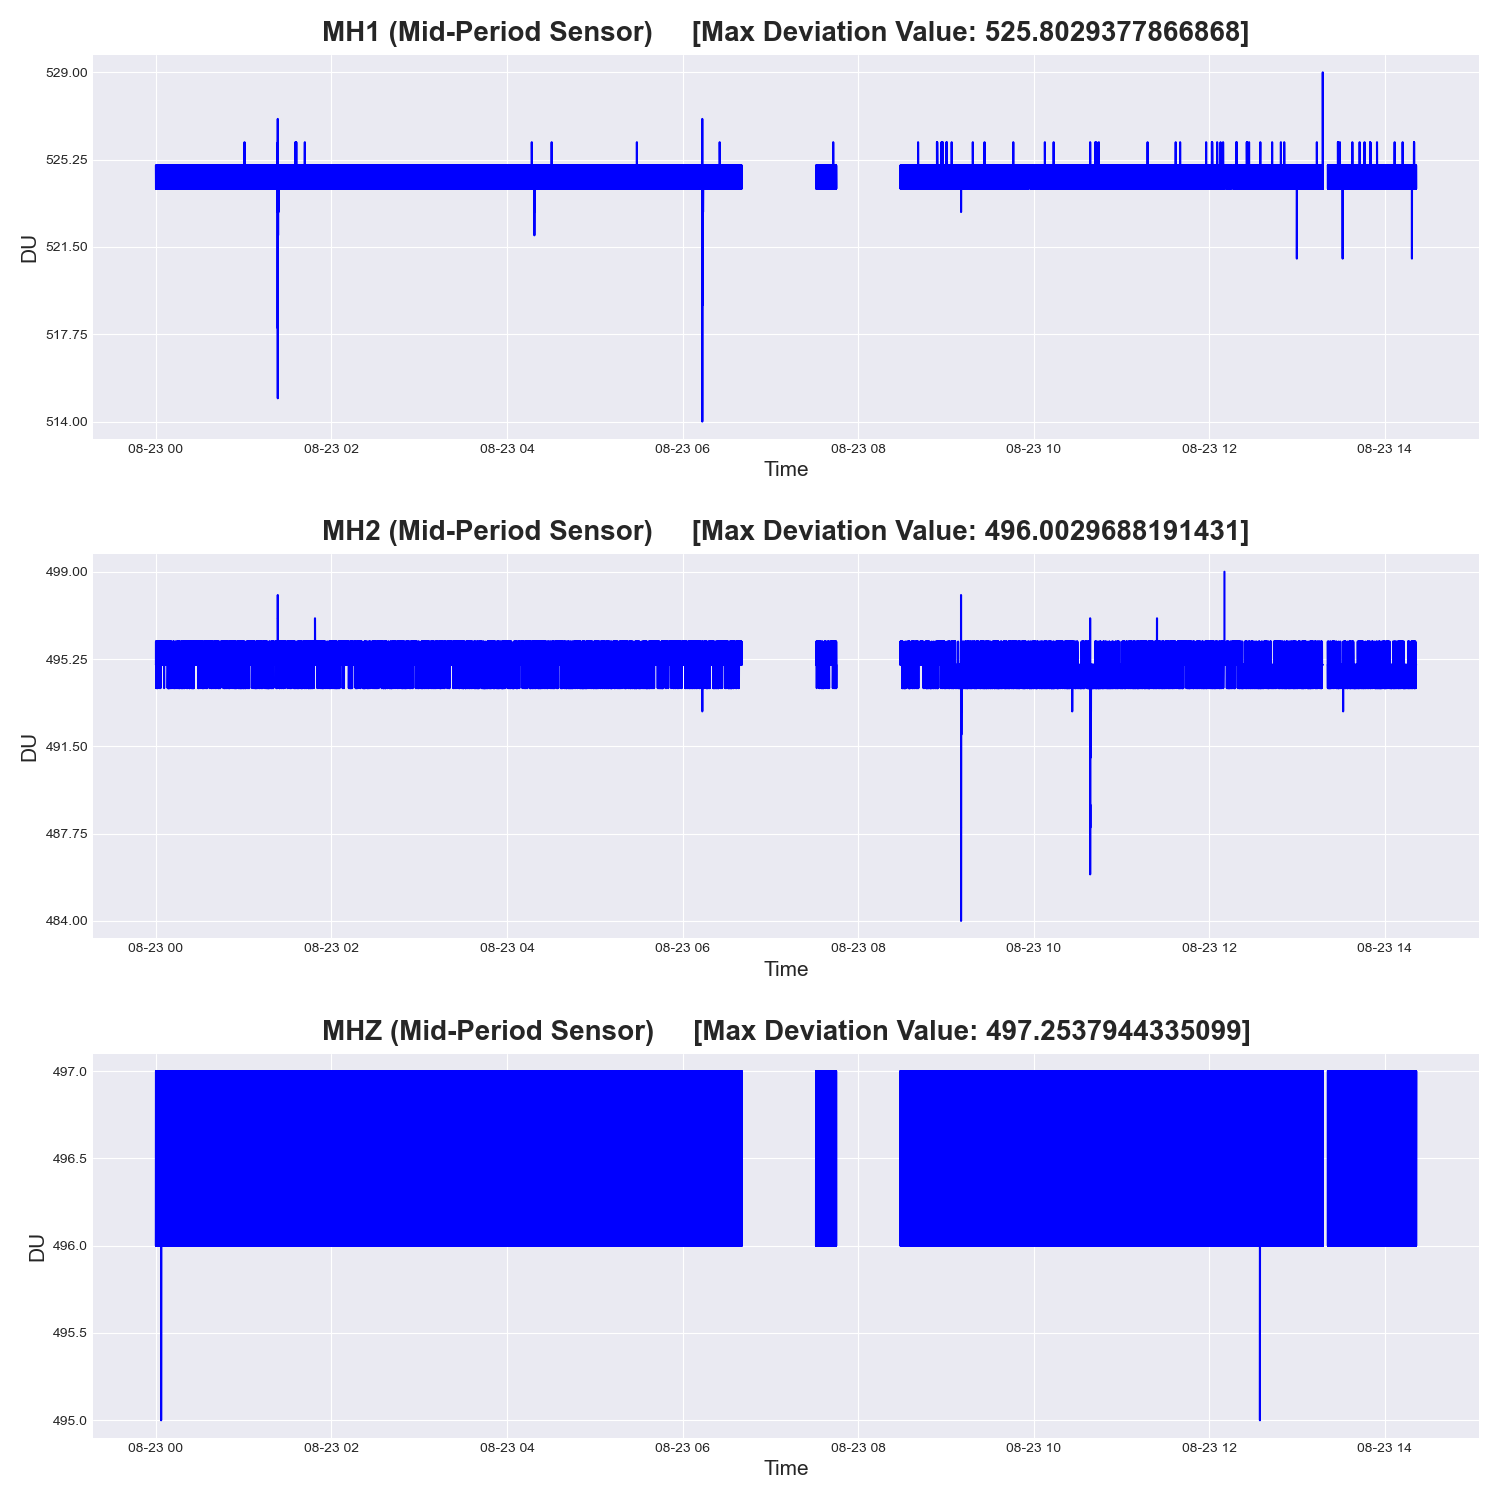 MH1 (Mid-Period Sensor) [Max Deviation Value: 525.8029377866868]
529.00
525.25
521.50
517.75
514.00
DU
08-23 00 08-23 02 08-23 04 08-23 06 08-23 08 08-23 10 08-23 12 08-23 14
Time
MH2 (Mid-Period Sensor) [Max Deviation Value: 496.0029688191431]
499.00
495.25
491.50
487.75
484.00
DU
08-23 00 08-23 02 08-23 04 08-23 06 08-23 08 08-23 10 08-23 12 08-23 14
Time
MHZ (Mid-Period Sensor) [Max Deviation Value: 497.2537944335099]
497.0
496.5
496.0
495.5
495.0
DU
08-23 00 08-23 02 08-23 04 08-23 06 08-23 08 08-23 10 08-23 12 08-23 14
Time